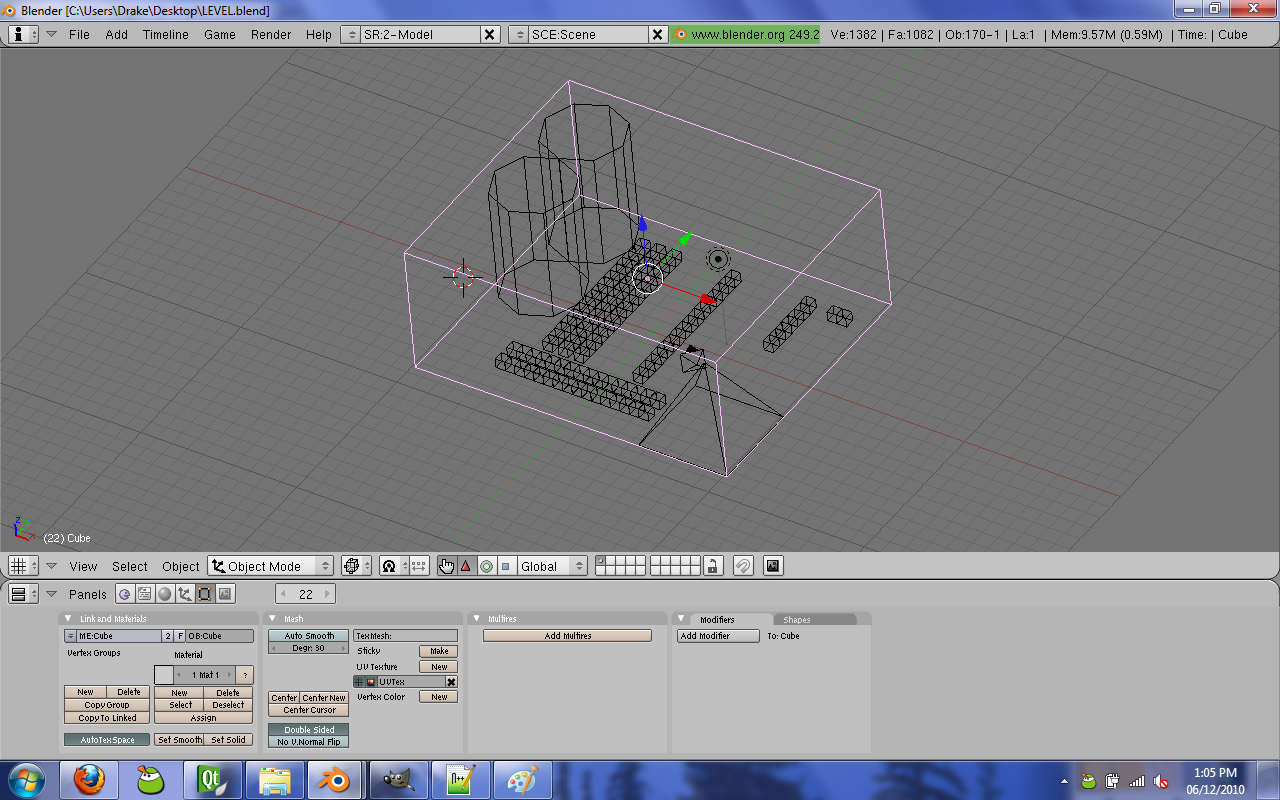 Blender [C:\Users\Drake\Desktop\LEVEL.blend]
File Add Timeline Game Render Help SR:2-Model SCE:Scene www.blender.org 249.2 Ve:1382 | Fa:1082 | Ob:170-1 | La:1 | Mem:9.57M (0.59M) | Time: | Cube
Z
(22) Cube
View Select Object Object Mode Global
Panels 22
Link and Materials Mesh Multires Modifiers Shapes
ME:Cube 2 F OB:Cube Auto Smooth TexMesh: Add Multires Add Modifier To: Cube
Degr: 30
Vertex Groups Material Sticky Make
UV Texture New
1 Mat 1 ? UVTex
New Delete New Delete Center Center New Vertex Color New
Copy Group Select Deselect Center Cursor
Copy To Linked Assign
Double Sided
AutoTexSpace Set Smooth Set Solid No V.Normal Flip
Qt N++
1:05 PM
06/12/2010